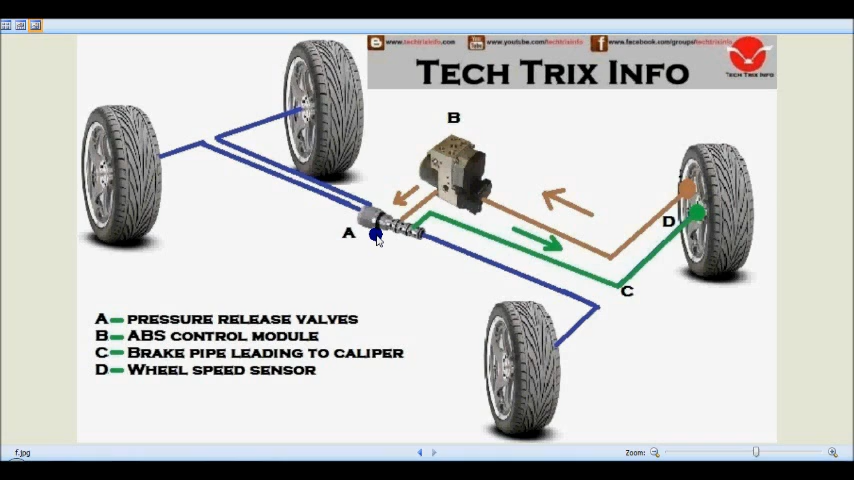 www.techtrixinfo.com
www.youtube.com/techtrixinfo
www.facebook.com/groups/techtrixinfo
TECH TRIX INFO
TECH TRIX INFO
B
A
D
C
A PRESSURE RELEASE VALVES
B ABS CONTROL MODULE
C BRAKE PIPE LEADING TO CALIPER
D WHEEL SPEED SENSOR
f.jpg
Zoom: